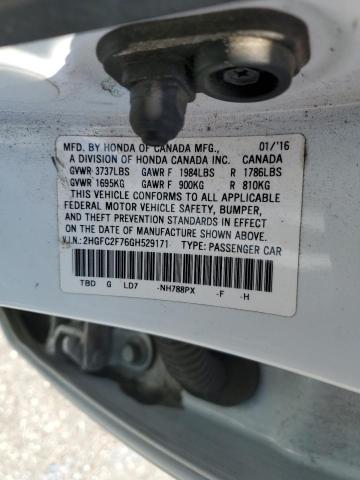 MFD. BY HONDA OF CANADA MFG., 01/'16
A DIVISION OF HONDA CANADA INC. CANADA
GVWR 3737LBS GAWR F 1984LBS R 1786LBS
GVWR 1695KG GAWR F 900KG R 810KG
THIS VEHICLE CONFORMS TO ALL APPLICABLE
FEDERAL MOTOR VEHICLE SAFETY, BUMPER,
AND THEFT PREVENTION STANDARDS IN EFFECT
ON THE DATE OF MANUFACTURE SHOWN ABOVE.
V.I.N.: 2HGFC2F76GH529171 TYPE: PASSENGER CAR
TBD G LD7 -NH788PX -F -H